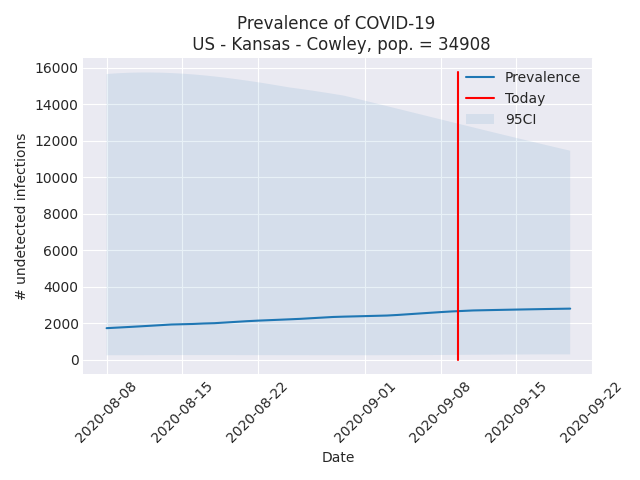 Prevalence of COVID-19
US - Kansas - Cowley, pop. = 34908
Prevalence
Today
95CI
16000
14000
12000
10000
8000
6000
4000
2000
0
# undetected infections
2020-08-08
2020-08-15
2020-08-22
2020-09-01
2020-09-08
2020-09-15
2020-09-22
Date